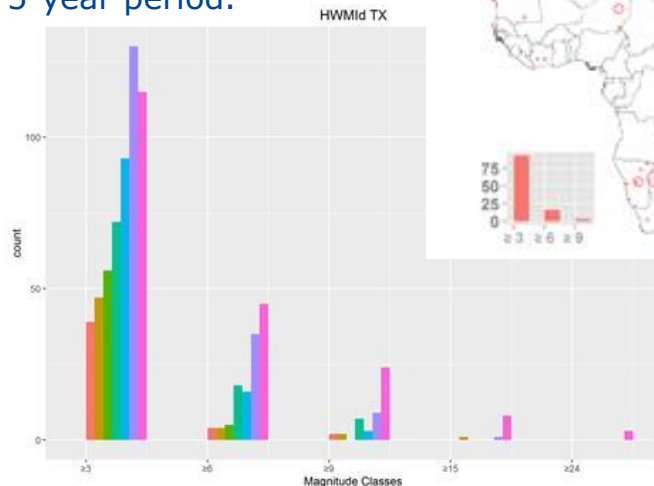 5 year period.
HWMId TX
100
50
0
count
≥3 ≥6 ≥9 ≥15 ≥24
Magnitude Classes
75
50
25
0
≥3 ≥6 ≥9